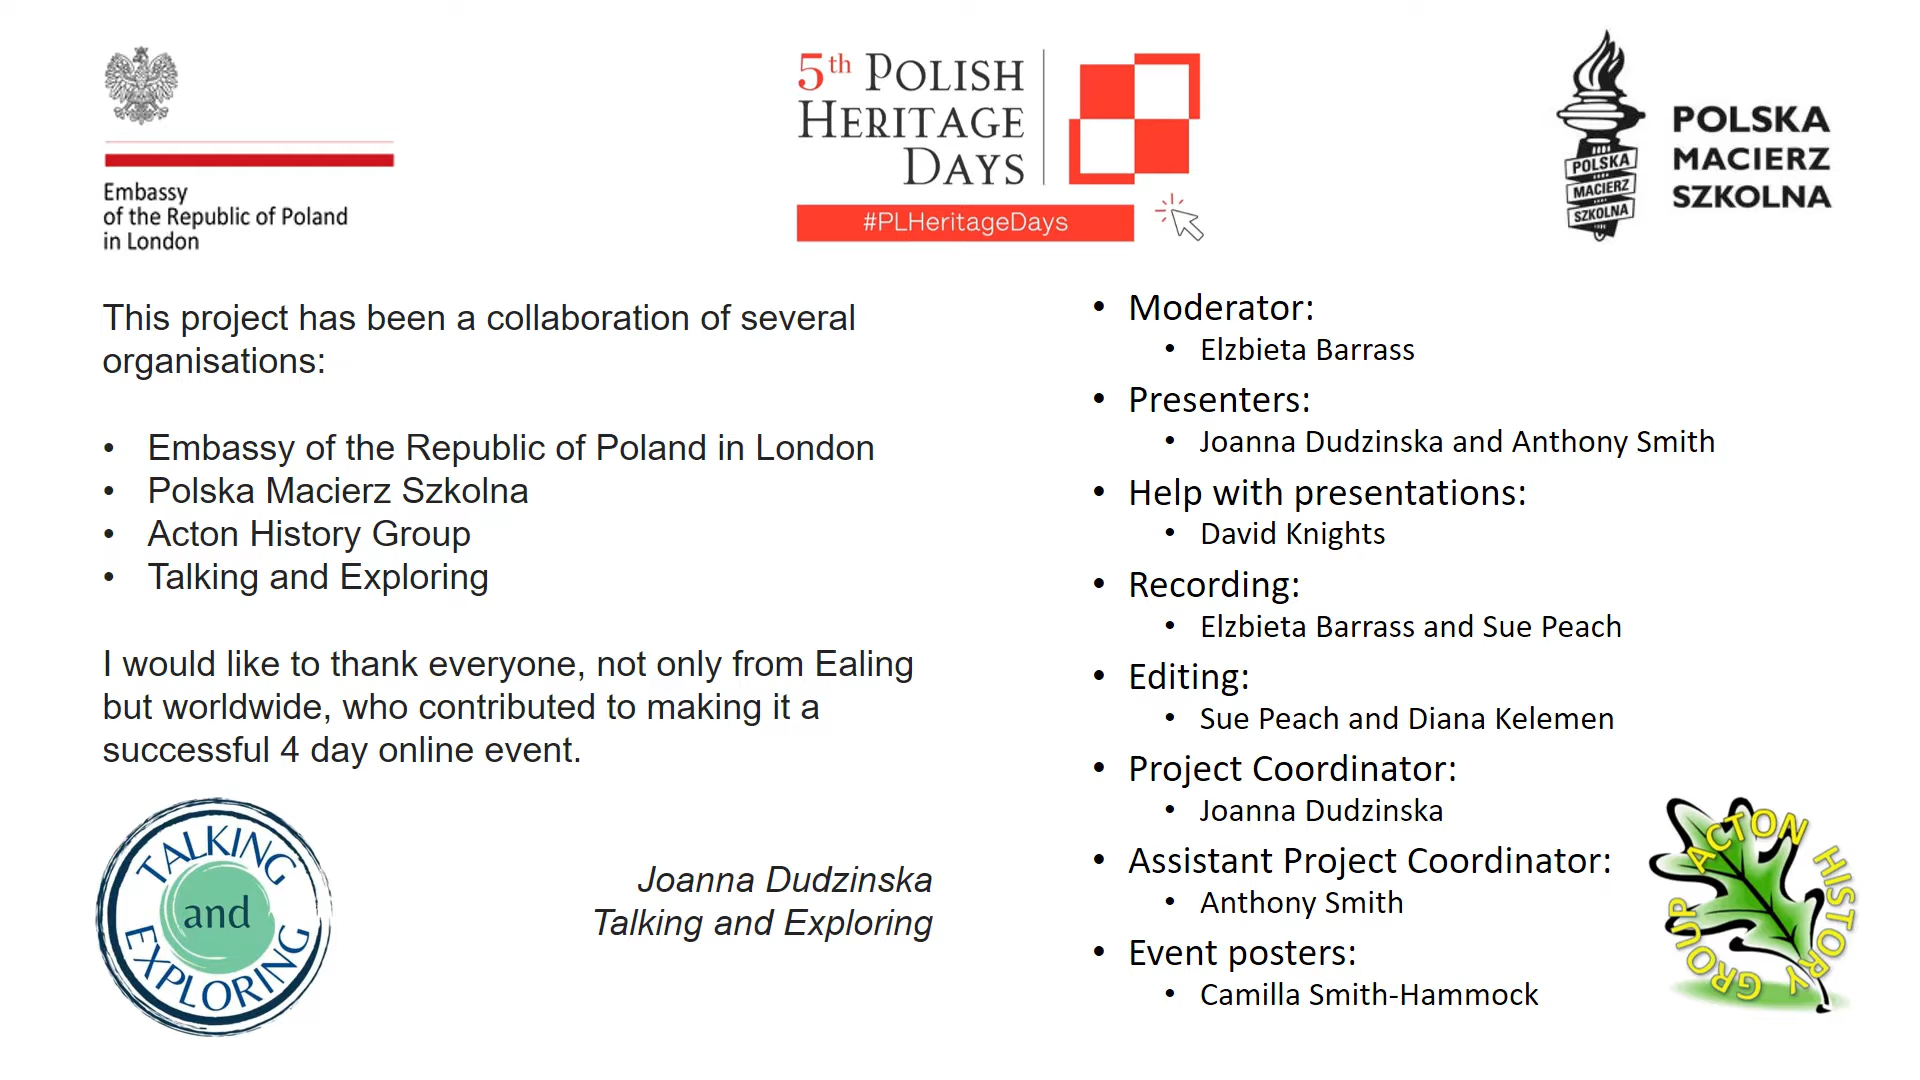 Embassy
of the Republic of Poland
in London
5th POLISH
HERITAGE
DAYS
#PLHeritageDays
POLSKA
MACIERZ
SZKOLNA
POLSKA
MACIERZ
SZKOLNA
This project has been a collaboration of several
organisations:
• Embassy of the Republic of Poland in London
• Polska Macierz Szkolna
• Acton History Group
• Talking and Exploring
I would like to thank everyone, not only from Ealing
but worldwide, who contributed to making it a
successful 4 day online event.
Joanna Dudzinska
Talking and Exploring
TALKING
and
EXPLORING
• Moderator:
• Elzbieta Barrass
• Presenters:
• Joanna Dudzinska and Anthony Smith
• Help with presentations:
• David Knights
• Recording:
• Elzbieta Barrass and Sue Peach
• Editing:
• Sue Peach and Diana Kelemen
• Project Coordinator:
• Joanna Dudzinska
• Assistant Project Coordinator:
• Anthony Smith
• Event posters:
• Camilla Smith-Hammock
ACTON HISTORY GROUP